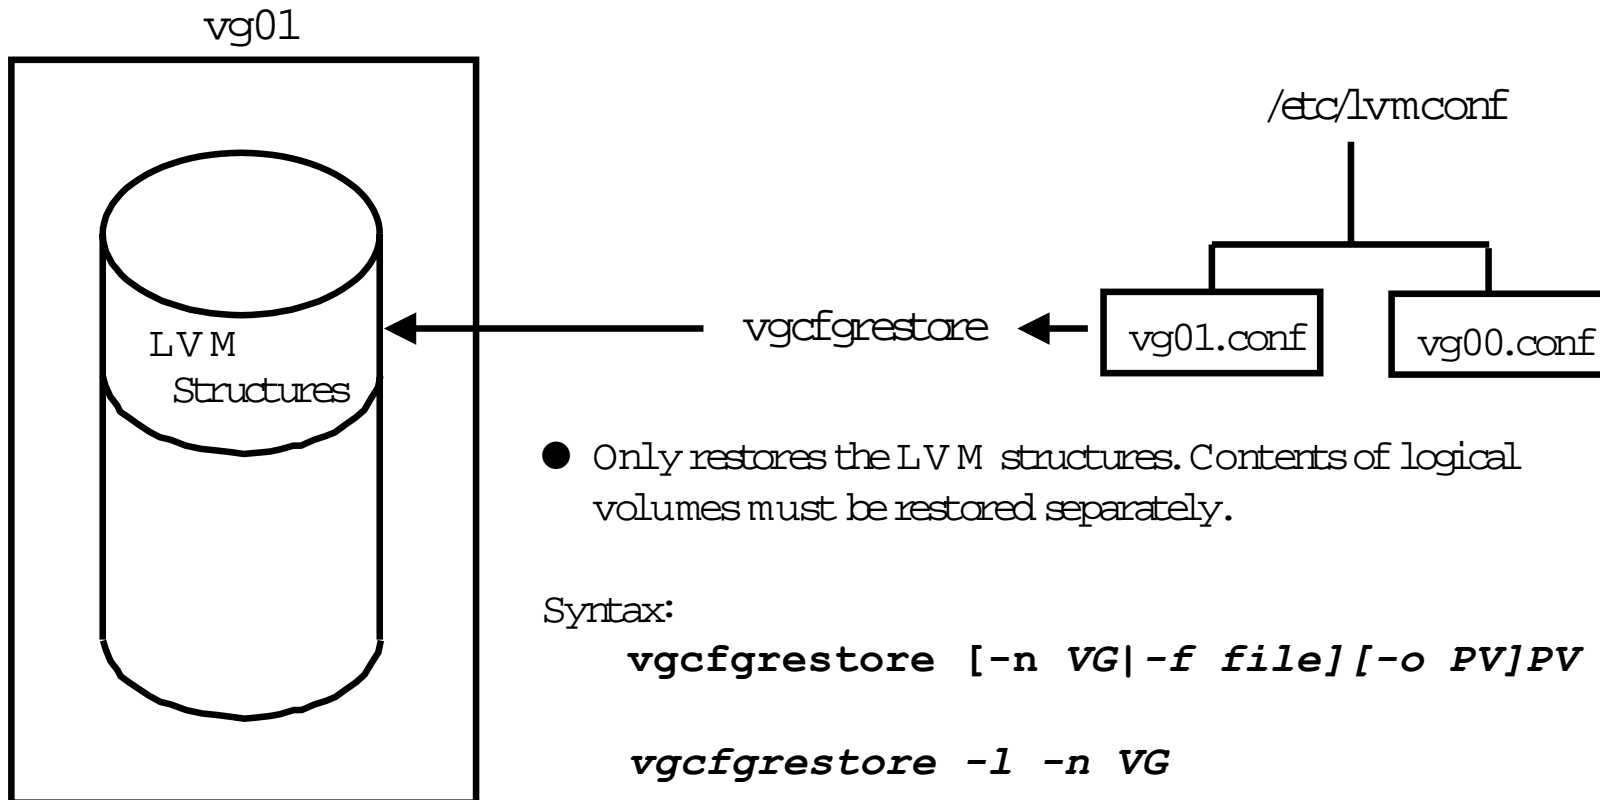 vg01
/etc/lvmconf
LVM
Structures
vgcfgrestore
vg01.conf
vg00.conf
● Only restores the LVM structures. Contents of logical
volumes must be restored separately.
Syntax:
vgcfgrestore [-n VG|-f file][-o PV]PV
vgcfgrestore -l -n VG